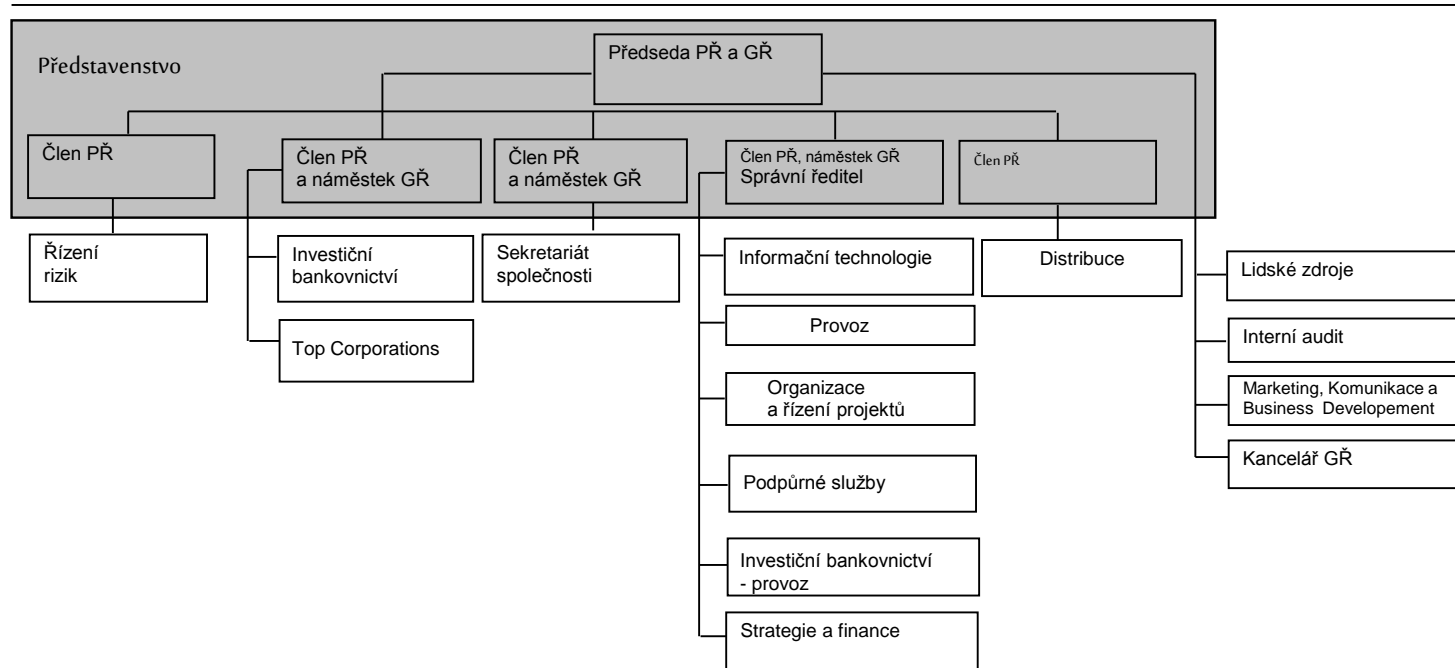 Představenstvo
Předseda PŘ a GŘ
Člen PŘ
Člen PŘ
a náměstek GŘ
Člen PŘ
a náměstek GŘ
Člen PŘ, náměstek GŘ
Správní ředitel
Člen PŘ
Řízení
rizik
Investiční
bankovnictví
Top Corporations
Sekretariát
společnosti
Informační technologie
Provoz
Organizace
a řízení projektů
Podpůrné služby
Investiční bankovnictví
- provoz
Strategie a finance
Distribuce
Lidské zdroje
Interní audit
Marketing, Komunikace a
Business Developement
Kancelář GŘ